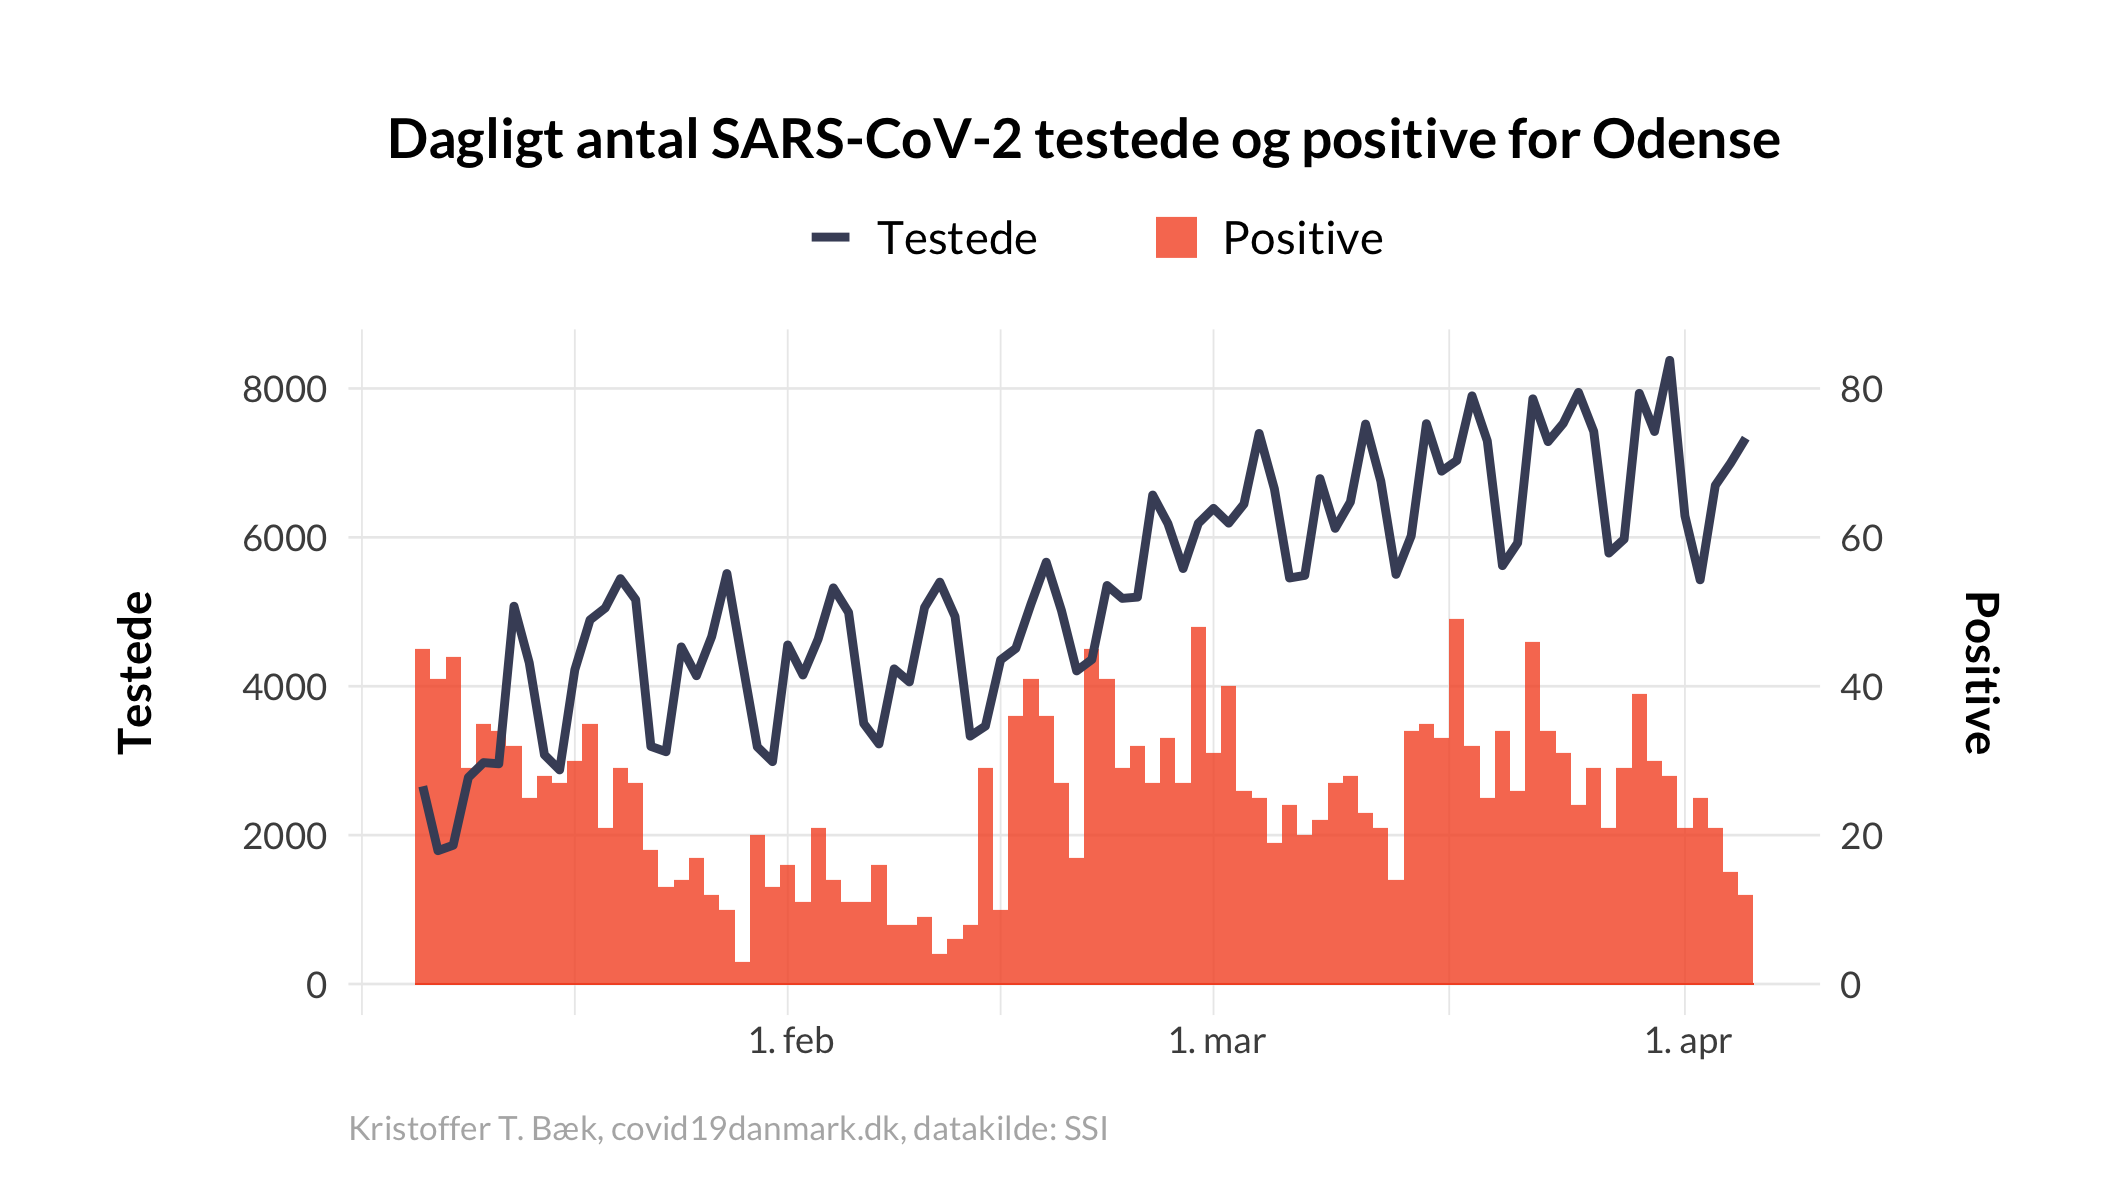 Dagligt antal SARS-CoV-2 testede og positive for Odense
Testede Positive
8000 80
6000 60
4000 40
2000 20
0 0
Testede
Positive
1. feb 1. mar 1. apr
Kristoffer T. Bæk, covid19danmark.dk, datakilde: SSI